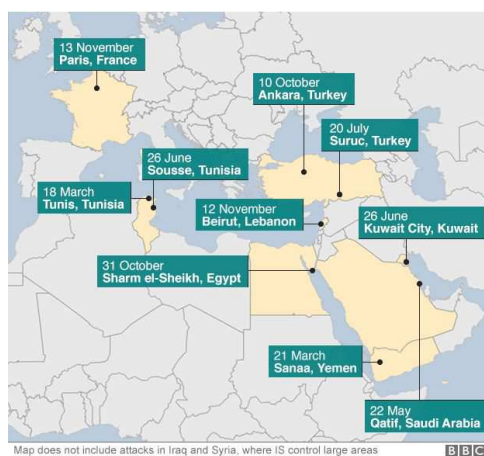 13 November
Paris, France
10 October
Ankara, Turkey
20 July
Suruc, Turkey
26 June
Sousse, Tunisia
18 March
Tunis, Tunisia
12 November
Beirut, Lebanon
26 June
Kuwait City, Kuwait
31 October
Sharm el-Sheikh, Egypt
21 March
Sanaa, Yemen
22 May
Qatif, Saudi Arabia
Map does not include attacks in Iraq and Syria, where IS control large areas
BBC